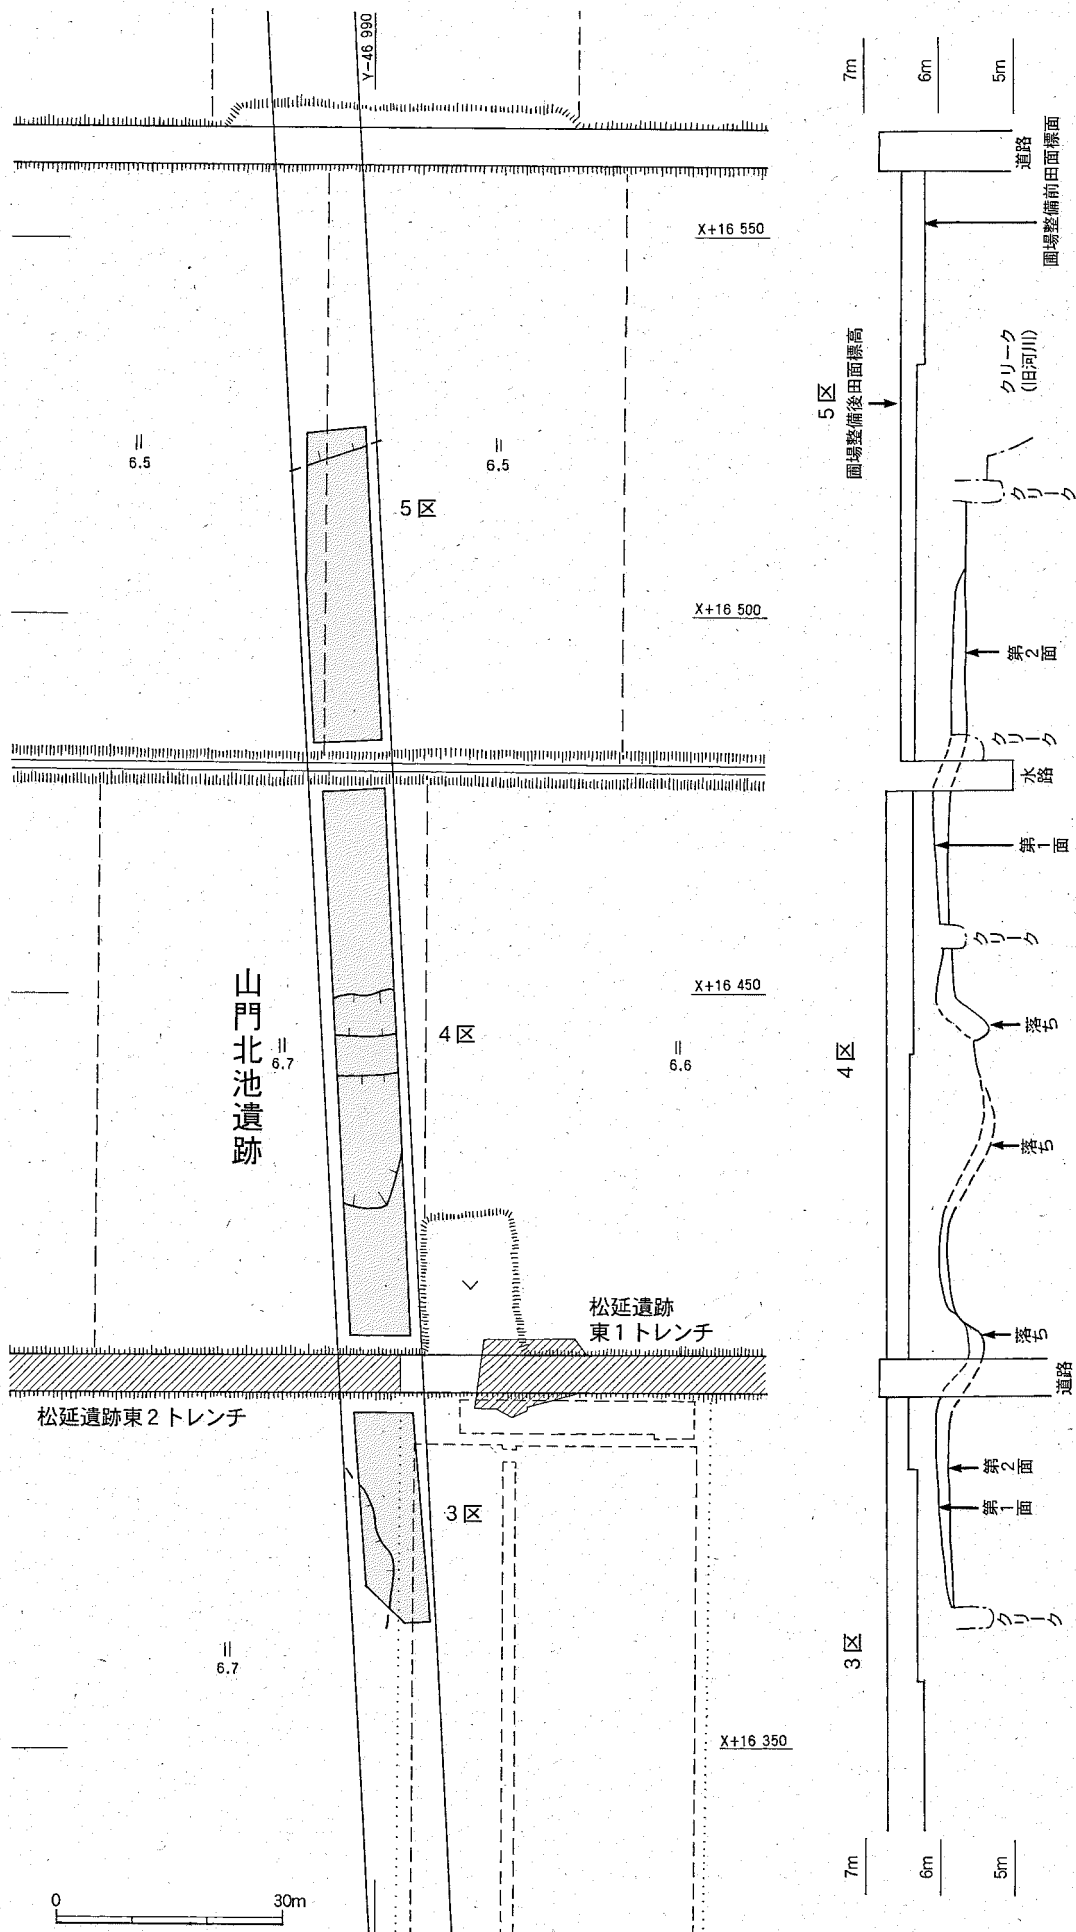 Y-46 990
X+16 550
6.5
6.5
5区
X+16 500
山門北池遺跡
6.7
X+16 450
4区
6.6
松延遺跡
東1トレンチ
松延遺跡東2トレンチ
3区
6.7
X+16 350
0 30m
7m
6m
5m
道路
圃場整備前田面標面
5区
圃場整備後田面標高
クリーク
(旧河川)
クリーク
第2面
クリーク
水路
第1面
クリーク
4区
落ち
落ち
落ち
道路
第2面
第1面
3区
クリーク
7m
6m
5m